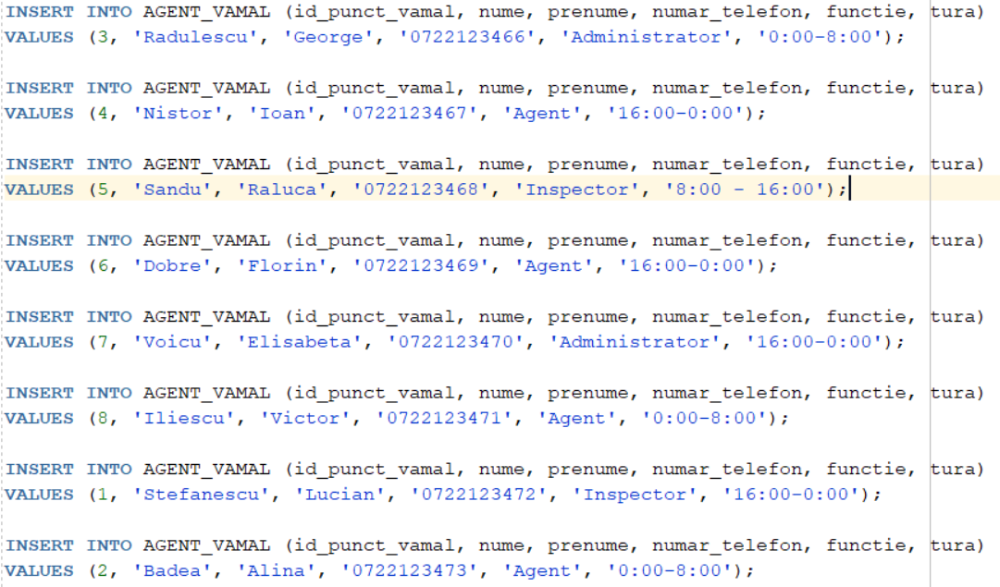 INSERT INTO AGENT_VAMAL (id_punct_vamal, nume, prenume, numar_telefon, functie, tura)
VALUES (3, 'Radulescu', 'George', '0722123466', 'Administrator', '0:00-8:00');
INSERT INTO AGENT_VAMAL (id_punct_vamal, nume, prenume, numar_telefon, functie, tura)
VALUES (4, 'Nistor', 'Ioan', '0722123467', 'Agent', '16:00-0:00');
INSERT INTO AGENT_VAMAL (id_punct_vamal, nume, prenume, numar_telefon, functie, tura)
VALUES (5, 'Sandu', 'Raluca', '0722123468', 'Inspector', '8:00 - 16:00');
INSERT INTO AGENT_VAMAL (id_punct_vamal, nume, prenume, numar_telefon, functie, tura)
VALUES (6, 'Dobre', 'Florin', '0722123469', 'Agent', '16:00-0:00');
INSERT INTO AGENT_VAMAL (id_punct_vamal, nume, prenume, numar_telefon, functie, tura)
VALUES (7, 'Voicu', 'Elisabeta', '0722123470', 'Administrator', '16:00-0:00');
INSERT INTO AGENT_VAMAL (id_punct_vamal, nume, prenume, numar_telefon, functie, tura)
VALUES (8, 'Iliescu', 'Victor', '0722123471', 'Agent', '0:00-8:00');
INSERT INTO AGENT_VAMAL (id_punct_vamal, nume, prenume, numar_telefon, functie, tura)
VALUES (1, 'Stefanescu', 'Lucian', '0722123472', 'Inspector', '16:00-0:00');
INSERT INTO AGENT_VAMAL (id_punct_vamal, nume, prenume, numar_telefon, functie, tura)
VALUES (2, 'Badea', 'Alina', '0722123473', 'Agent', '0:00-8:00');